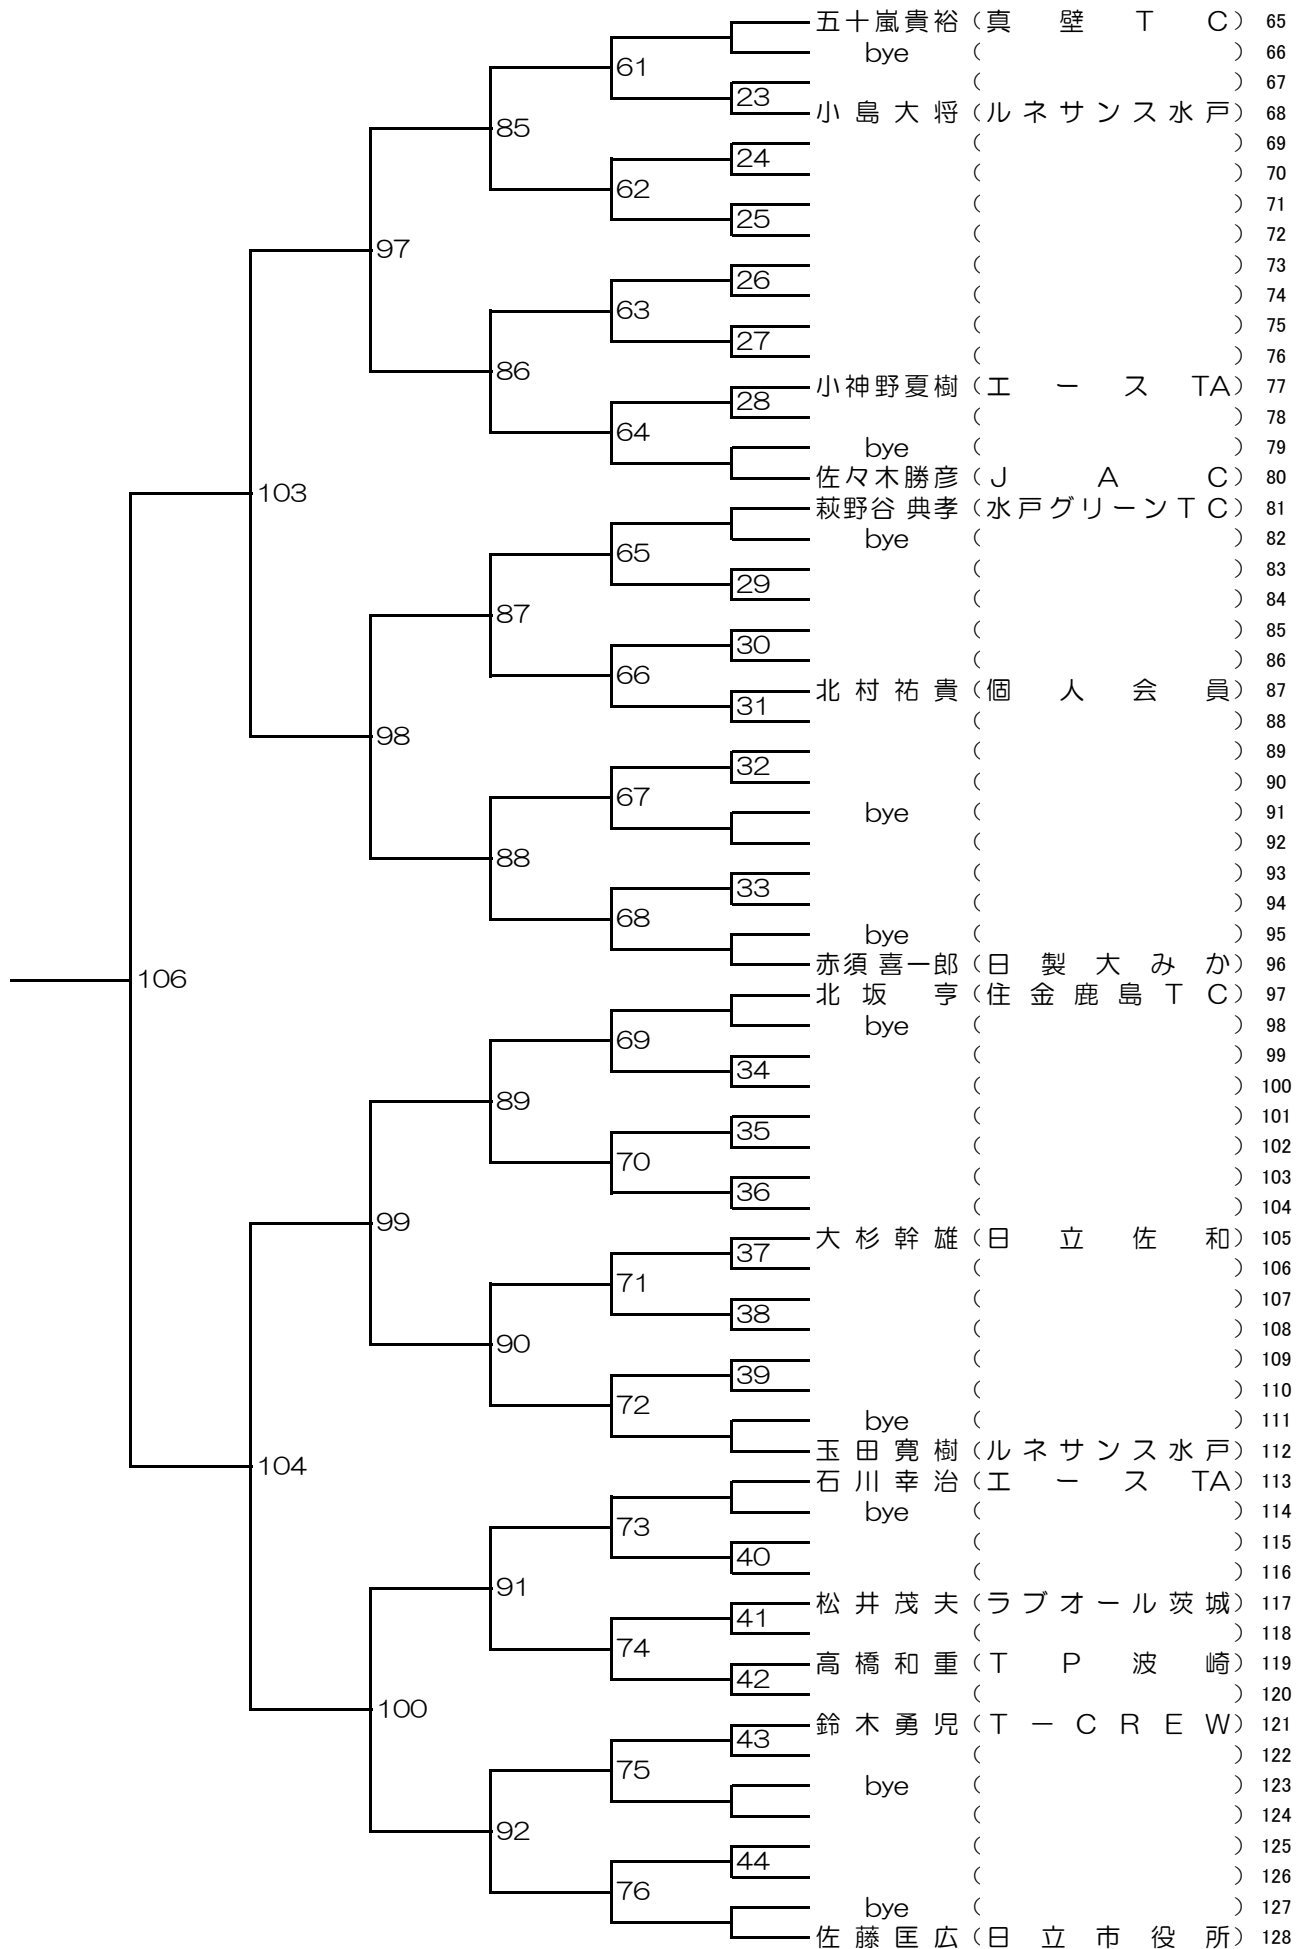 五十嵐貴裕（真壁ＴＣ） 65
bye （ ） 66
61
（ ） 67
23
小島大将（ルネサンス水戸） 68
85
（ ） 69
24
（ ） 70
62
（ ） 71
25
（ ） 72
97
（ ） 73
26
（ ） 74
63
（ ） 75
27
（ ） 76
86
小神野夏樹（エースTA） 77
28
（ ） 78
64
bye （ ） 79
佐々木勝彦（ＪＡＣ） 80
103
萩野谷 典孝（水戸グリーンＴＣ） 81
bye （ ） 82
65
（ ） 83
29
（ ） 84
87
（ ） 85
30
（ ） 86
66
北村祐貴（個人会員） 87
31
（ ） 88
98
（ ） 89
32
（ ） 90
67
bye （ ） 91
（ ） 92
88
（ ） 93
33
（ ） 94
68
bye （ ） 95
赤須 喜一郎（日製大みか） 96
106
北坂 亨（住金鹿島ＴＣ） 97
bye （ ） 98
69
（ ） 99
34
（ ） 100
89
（ ） 101
35
（ ） 102
70
（ ） 103
36
（ ） 104
99
大杉幹雄（日立佐和） 105
37
（ ） 106
71
（ ） 107
38
（ ） 108
90
（ ） 109
39
（ ） 110
72
bye （ ） 111
玉田寛樹（ルネサンス水戸） 112
104
石川幸治（エースTA） 113
bye （ ） 114
73
（ ） 115
40
（ ） 116
91
松井茂夫（ラブオール茨城） 117
41
（ ） 118
74
高橋和重（ＴＰ波崎） 119
42
（ ） 120
100
鈴木勇児（Ｔ－ＣＲＥＷ） 121
43
（ ） 122
75
bye （ ） 123
（ ） 124
92
（ ） 125
44
（ ） 126
76
bye （ ） 127
佐藤匡広（日立市役所） 128